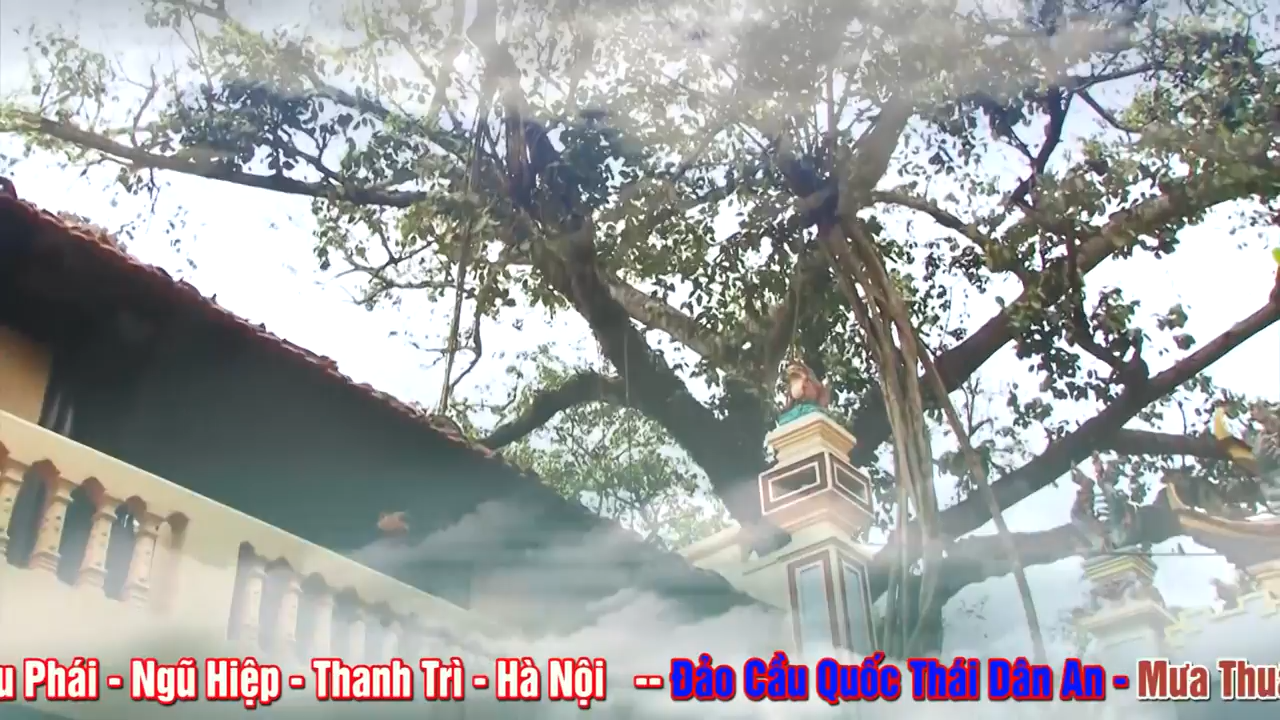 Phái - Ngũ Hiệp - Thanh Trì - Hà Nội -- Đảo Cầu Quốc Thái Dân An - Mưa